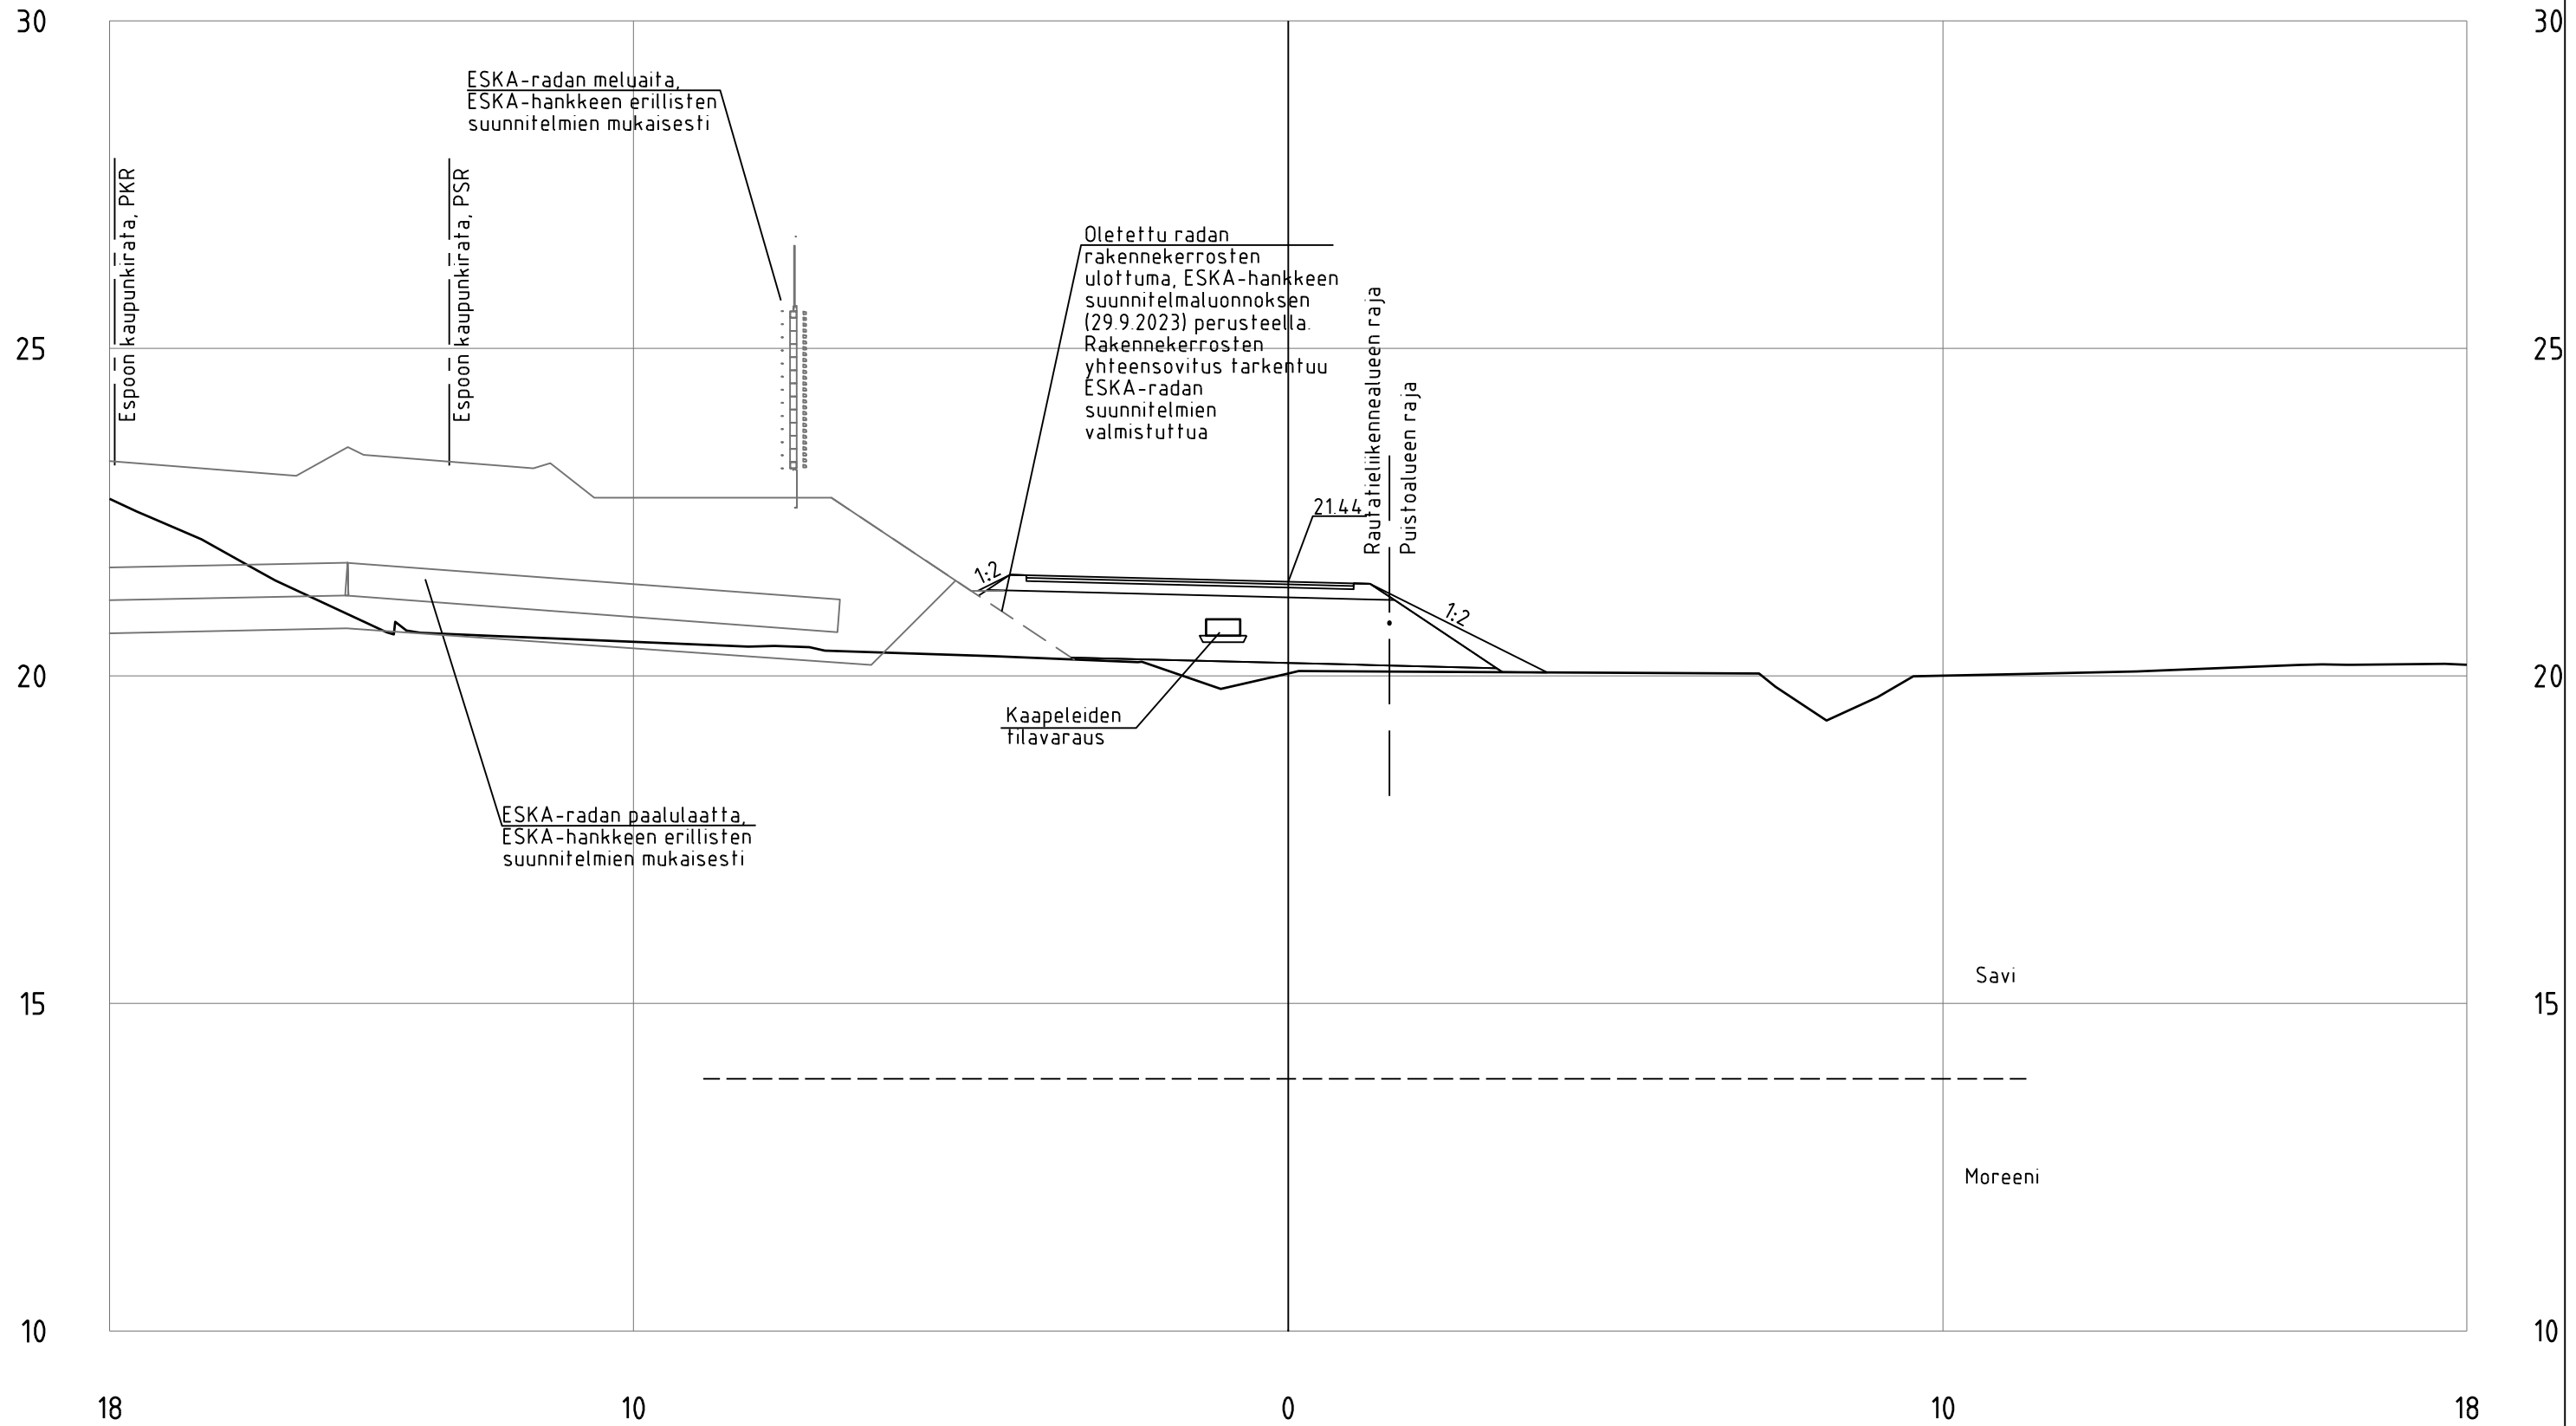 30
30
ESKA-radan meluaita,
ESKA-hankkeen erillisten
suunnitelmien mukaisesti
Espoon kaupunkirata, PKR
Espoon kaupunkirata, PSR
Oletettu radan
rakennekerrosten
ulottuma, ESKA-hankkeen
suunnitelmaluonnoksen
(29.9.2023) perusteella.
Rakennekerrosten
yhteensovitus tarkentuu
ESKA-radan
suunnitelmien
valmistuttua
Rautatieliikennealueen raja
Puistoalueen raja
25
25
21.44
1:2
1:2
20
20
Kaapeleiden
tilavaraus
ESKA-radan paalulaatta,
ESKA-hankkeen erillisten
suunnitelmien mukaisesti
Savi
15
15
Moreeni
10
10
18
10
0
10
18